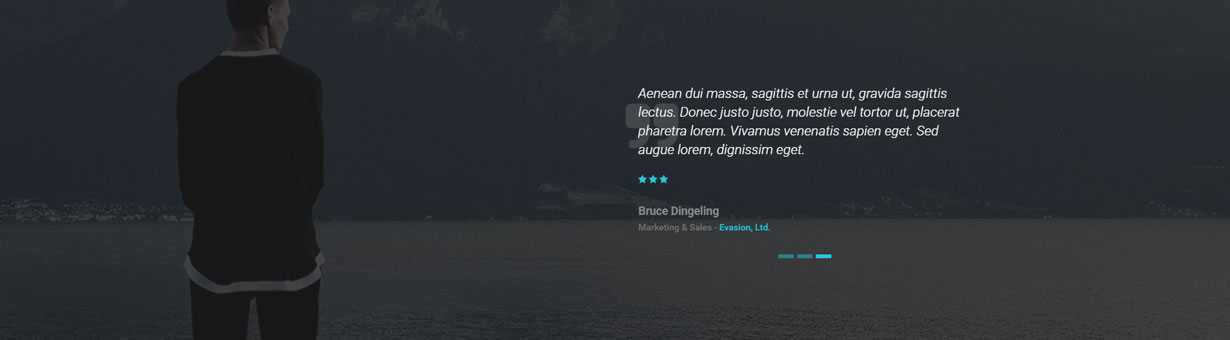 Aenean dui massa, sagittis et urna ut, gravida sagittis
lectus. Donec justo justo, molestie vel tortor ut, placerat
pharetra lorem. Vivamus venenatis sapien eget. Sed
augue lorem, dignissim eget.
Bruce Dingeling
Marketing & Sales - Evasion, Ltd.